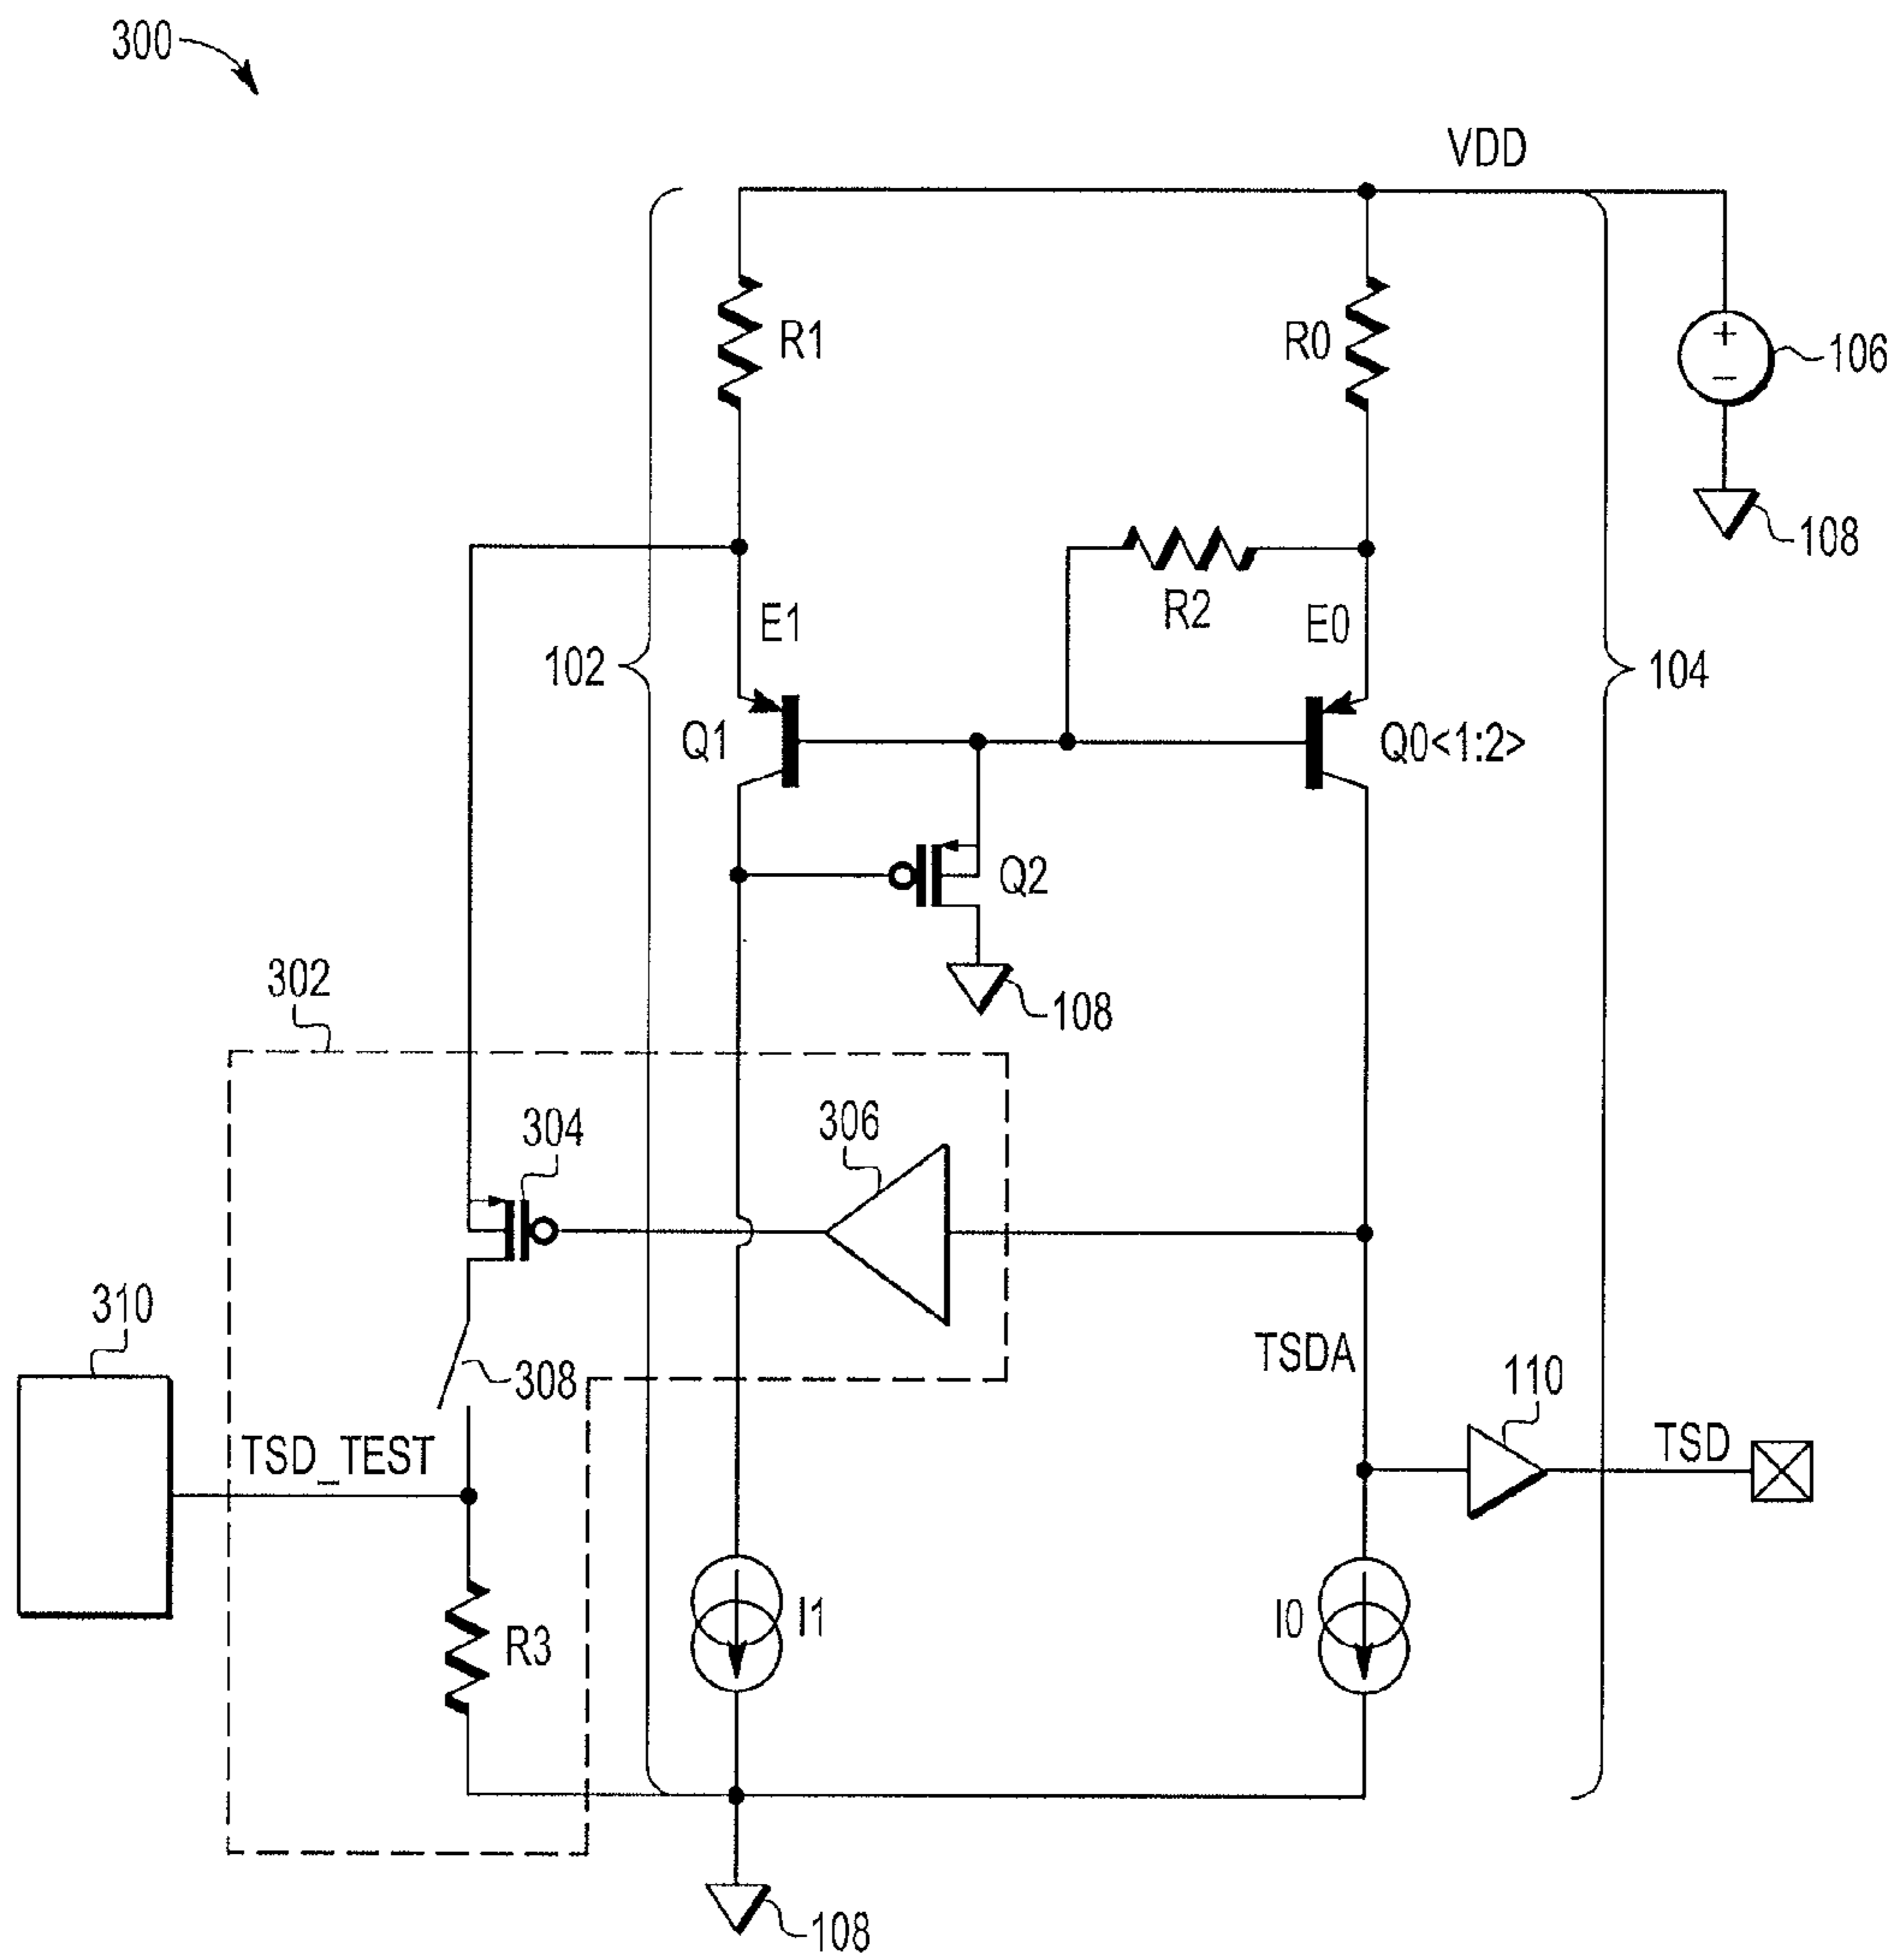 300
VDD
R1
R0
+
−
106
108
R2
E1
E0
102
104
Q1
Q0<1:2>
Q2
108
302
304
306
310
308
TSDA
110
TSD_TEST
TSD
R3
I1
I0
108